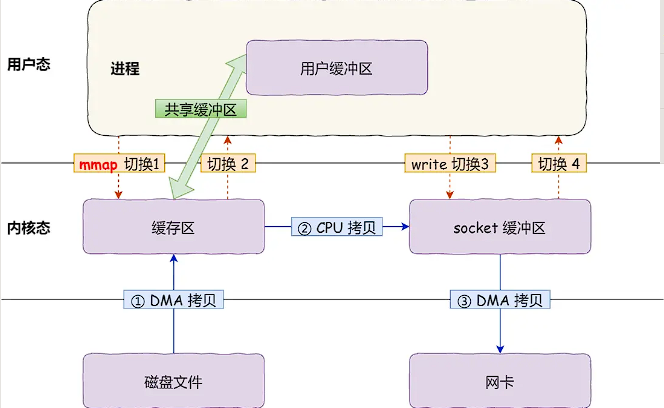 用户态
进程
用户缓冲区
共享缓冲区
mmap 切换1
切换 2
write 切换3
切换 4
内核态
缓存区
② CPU 拷贝
socket 缓冲区
① DMA 拷贝
③ DMA 拷贝
磁盘文件
网卡